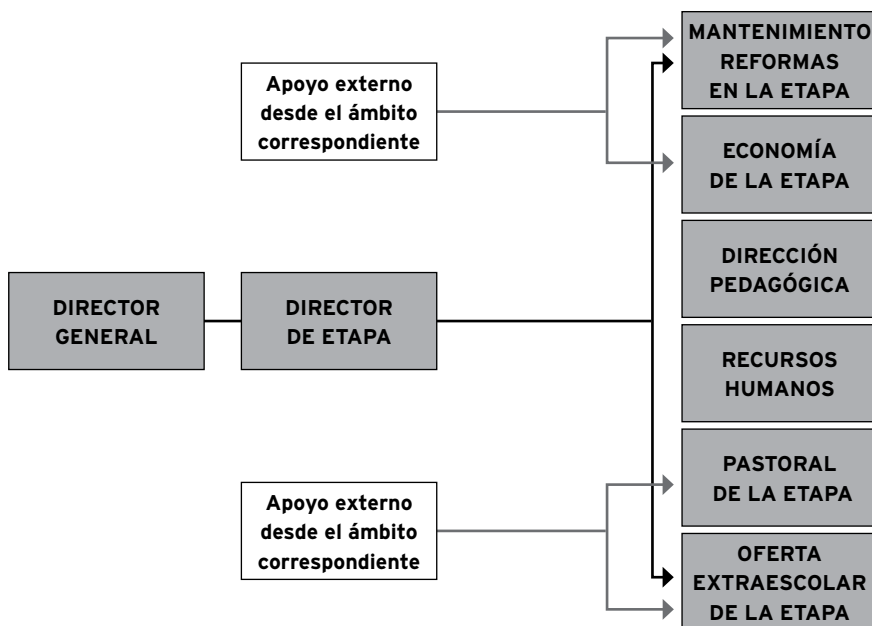 Apoyo externo
desde el ámbito
correspondiente
MANTENIMIENTO
REFORMAS
EN LA ETAPA
ECONOMÍA
DE LA ETAPA
DIRECTOR
GENERAL
DIRECTOR
DE ETAPA
DIRECCIÓN
PEDAGÓGICA
RECURSOS
HUMANOS
Apoyo externo
desde el ámbito
correspondiente
PASTORAL
DE LA ETAPA
OFERTA
EXTRAESCOLAR
DE LA ETAPA